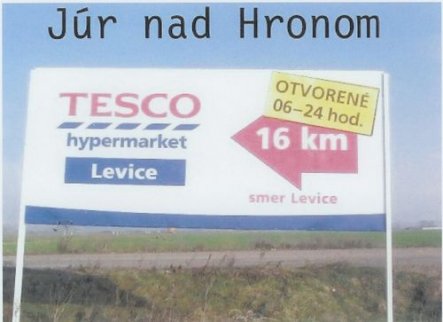 Júr nad Hronom
TESCO
hypermarket
Levice
OTVORENÉ
06–24 hod.
16 km
smer Levice